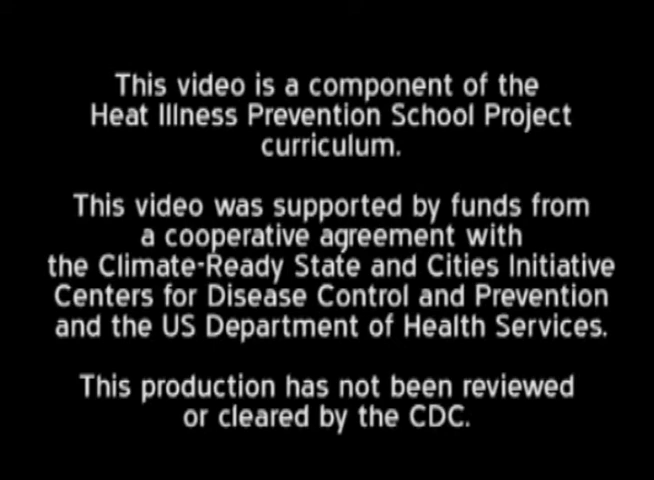 This video is a component of the
Heat Illness Prevention School Project
curriculum.
This video was supported by funds from
a cooperative agreement with
the Climate-Ready State and Cities Initiative
Centers for Disease Control and Prevention
and the US Department of Health Services.
This production has not been reviewed
or cleared by the CDC.